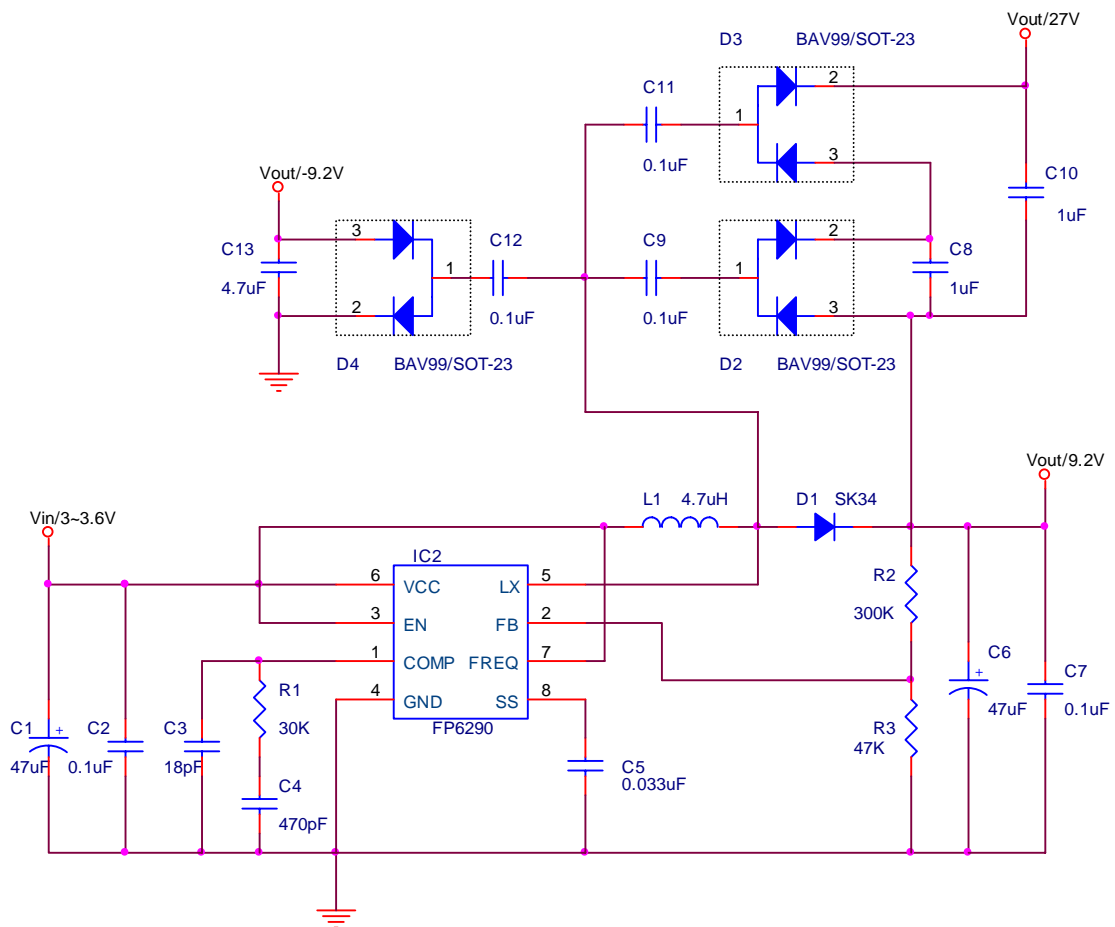 Vout/27V
D3 BAV99/SOT-23
C11
2
1
0.1uF
3
C10
1uF
Vout/-9.2V
C13
4.7uF
3
1
2
D4 BAV99/SOT-23
C12
0.1uF
C9
0.1uF
2
1
3
D2 BAV99/SOT-23
C8
1uF
Vout/9.2V
L1 4.7uH
D1 SK34
Vin/3~3.6V
IC2
6 VCC LX 5
3 EN FB 2
1 COMP FREQ 7
4 GND SS 8
FP6290
R2
300K
R1
30K
C1 +
47uF
C2
0.1uF
C3
18pF
C4
470pF
C5
0.033uF
R3
47K
C6
+
47uF
C7
0.1uF